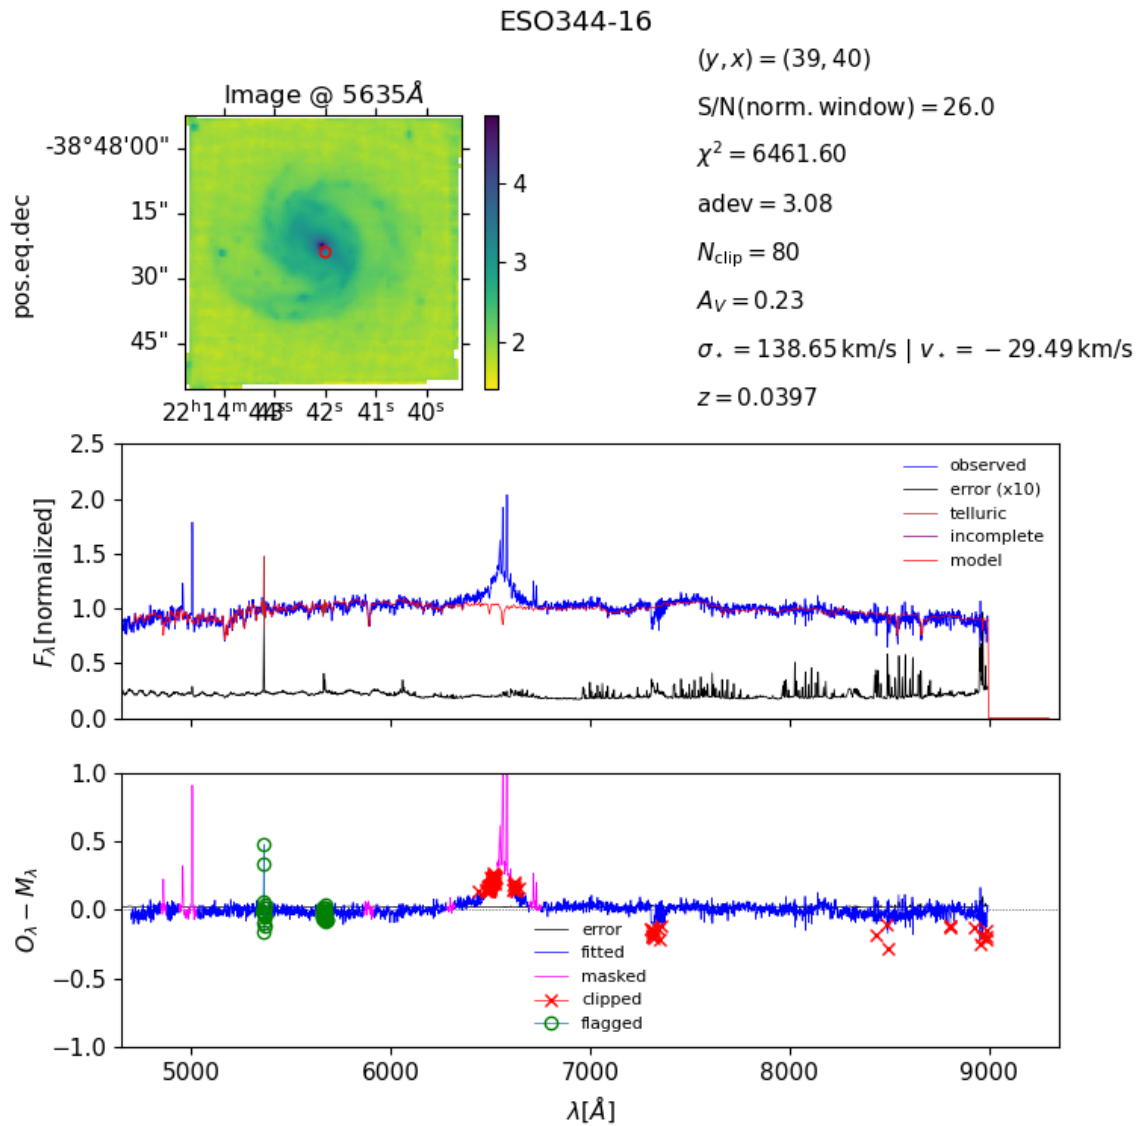 ESO344-16
Image @ 5635Å
pos.eq.dec
-38°48'00"
15"
30"
45"
22ʰ14ᵐ44ˢ 43ˢ 42ˢ 41ˢ 40ˢ
4
3
2
(y, x) = (39, 40)
S/N(norm. window) = 26.0
χ² = 6461.60
adev = 3.08
N_clip = 80
A_V = 0.23
σ⋆ = 138.65 km/s | v⋆ = − 29.49 km/s
z = 0.0397
F_λ[normalized]
2.5
2.0
1.5
1.0
0.5
0.0
observed
error (x10)
telluric
incomplete
model
O_λ − M_λ
1.0
0.5
0.0
−0.5
−1.0
error
fitted
masked
clipped
flagged
5000 6000 7000 8000 9000
λ[Å]